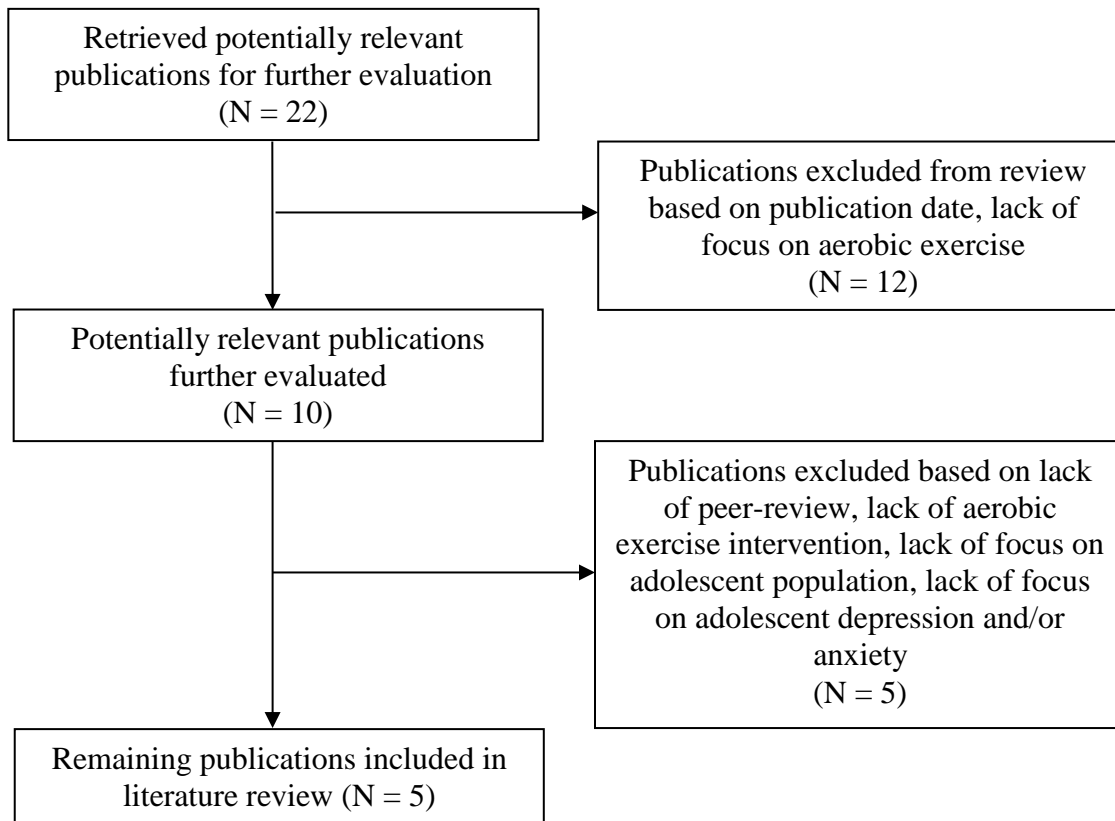 Retrieved potentially relevant
publications for further evaluation
(N = 22)
Publications excluded from review
based on publication date, lack of
focus on aerobic exercise
(N = 12)
Potentially relevant publications
further evaluated
(N = 10)
Publications excluded based on lack
of peer-review, lack of aerobic
exercise intervention, lack of focus on
adolescent population, lack of focus
on adolescent depression and/or
anxiety
(N = 5)
Remaining publications included in
literature review (N = 5)